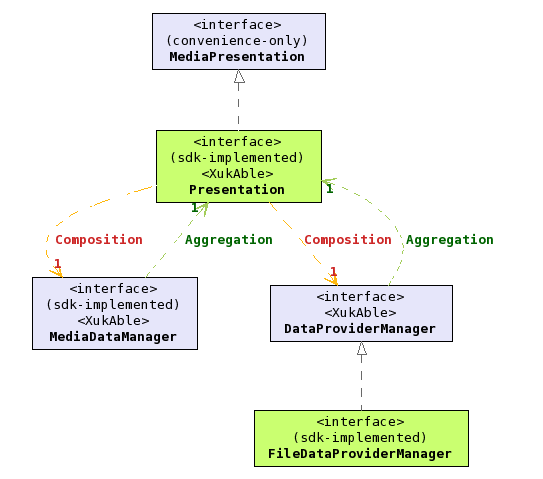 <interface>
(convenience-only)
MediaPresentation
<interface>
(sdk-implemented)
<XukAble>
Presentation
1
1
Composition
Aggregation
Composition
Aggregation
1
1
<interface>
(sdk-implemented)
<XukAble>
MediaDataManager
<interface>
<XukAble>
DataProviderManager
<interface>
(sdk-implemented)
FileDataProviderManager